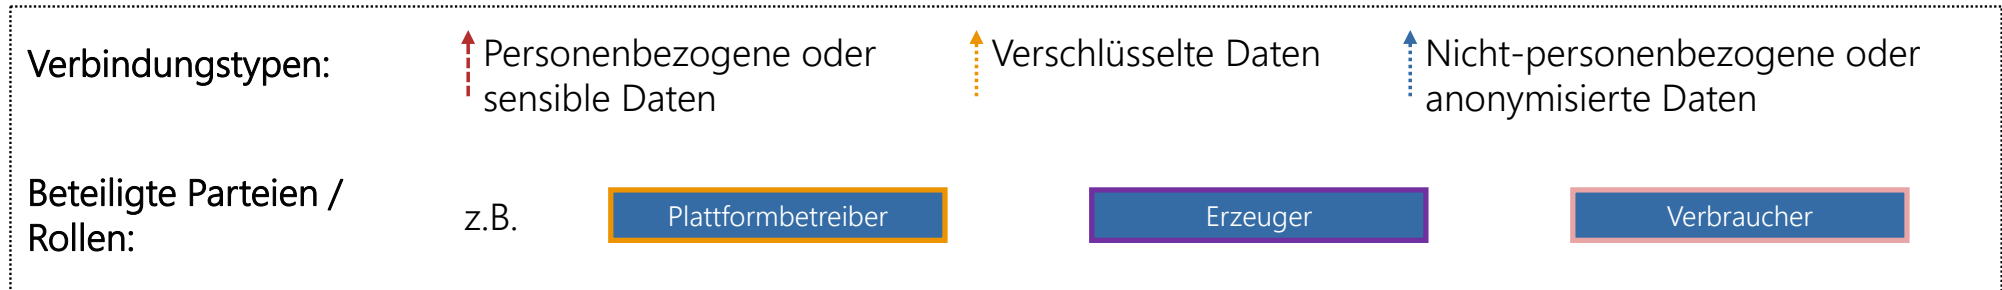 Verbindungstypen:
Personenbezogene oder
sensible Daten
Verschlüsselte Daten
Nicht-personenbezogene oder
anonymisierte Daten
Beteiligte Parteien /
Rollen:
z.B.
Plattformbetreiber
Erzeuger
Verbraucher